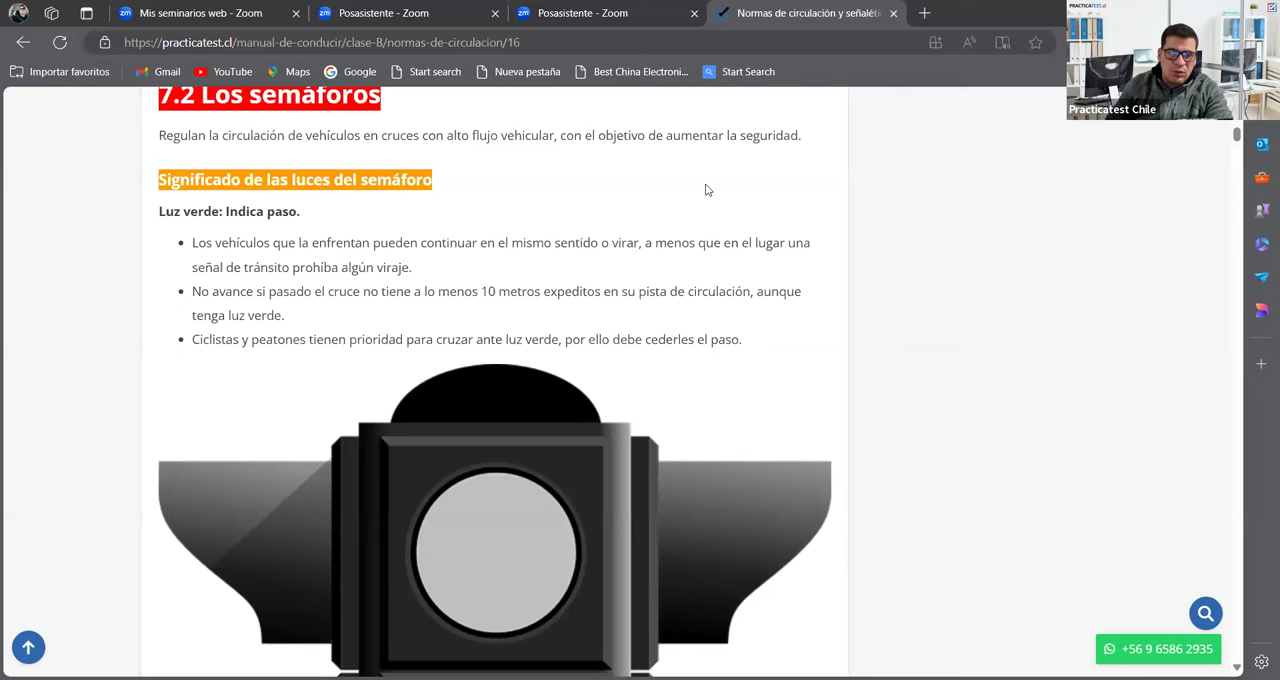 Mis seminarios web - Zoom
Posasistente - Zoom
Posasistente - Zoom
Normas de circulación y señaléti
https://practicatest.cl/manual-de-conducir/clase-B/normas-de-circulacion/16
Importar favoritos
Gmail
YouTube
Maps
Google
Start search
Nueva pestaña
Best China Electroni...
Start Search
PRACTICATEST.cl
Practicatest Chile
7.2 Los semáforos
Regulan la circulación de vehículos en cruces con alto flujo vehicular, con el objetivo de aumentar la seguridad.
Significado de las luces del semáforo
Luz verde: Indica paso.
Los vehículos que la enfrentan pueden continuar en el mismo sentido o virar, a menos que en el lugar una
señal de tránsito prohíba algún viraje.
No avance si pasado el cruce no tiene a lo menos 10 metros expeditos en su pista de circulación, aunque
tenga luz verde.
Ciclistas y peatones tienen prioridad para cruzar ante luz verde, por ello debe cederles el paso.
+56 9 6586 2935